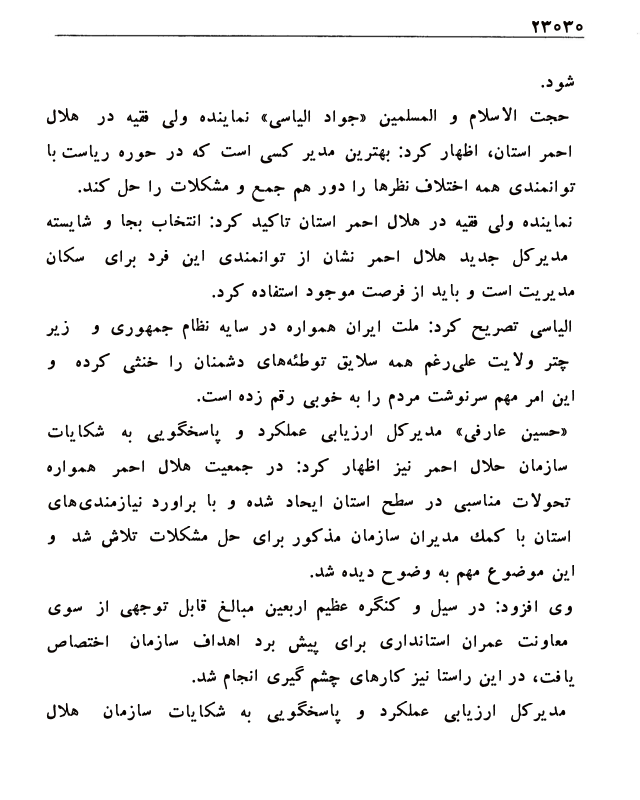 ۲۳۰۳۰
شود.
حجت الاسلام و المسلمین «جواد الیاسی» نماینده ولی فقیه در هلال
احمر استان، اظهار کرد: بهترین مدیر کسی است که در حوره ریاست با
توانمندی همه اختلاف نظرها را دور هم جمع و مشکلات را حل کند.
نماینده ولی فقیه در هلال احمر استان تاکید کرد: انتخاب بجا و شایسته
مدیرکل جدید هلال احمر نشان از توانمندی این فرد برای سکان
مدیریت است و باید از فرصت موجود استفاده کرد.
الیاسی تصریح کرد: ملت ایران همواره در سایه نظام جمهوری و زیر
چتر ولایت علی‌رغم همه سلایق توطئه‌های دشمنان را خنثی کرده و
این امر مهم سرنوشت مردم را به خوبی رقم زده است.
«حسین عارفی» مدیرکل ارزیابی عملکرد و پاسخگویی به شکایات
سازمان حلال احمر نیز اظهار کرد: در جمعیت هلال احمر همواره
تحولات مناسبی در سطح استان ایحاد شده و با براورد نیازمندی‌های
استان با کمک مدیران سازمان مذکور برای حل مشکلات تلاش شد و
این موضوع مهم به وضوح دیده شد.
وی افزود: در سیل و کنگره عظیم اربعین مبالغ قابل توجهی از سوی
معاونت عمران استانداری برای پیش برد اهداف سازمان اختصاص
یافت، در این راستا نیز کارهای چشم گیری انجام شد.
مدیرکل ارزیابی عملکرد و پاسخگویی به شکایات سازمان هلال